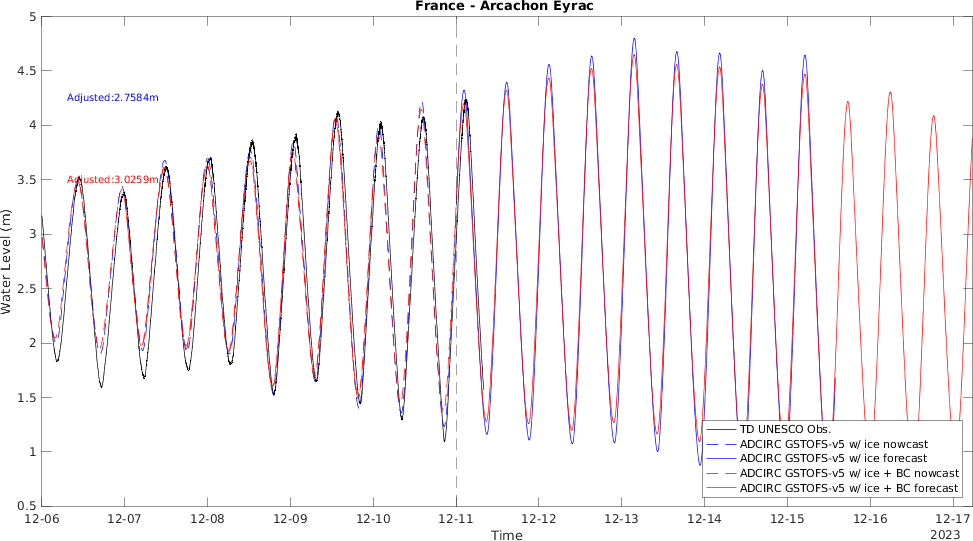 France - Arcachon Eyrac
5
4.5
4
3.5
3
2.5
2
1.5
1
0.5
Water Level (m)
Adjusted:2.7584m
Adjusted:3.0259m
TD UNESCO Obs.
ADCIRC GSTOFS-v5 w/ ice nowcast
ADCIRC GSTOFS-v5 w/ ice forecast
ADCIRC GSTOFS-v5 w/ ice + BC nowcast
ADCIRC GSTOFS-v5 w/ ice + BC forecast
12-06 12-07 12-08 12-09 12-10 12-11 12-12 12-13 12-14 12-15 12-16 12-17
Time
2023